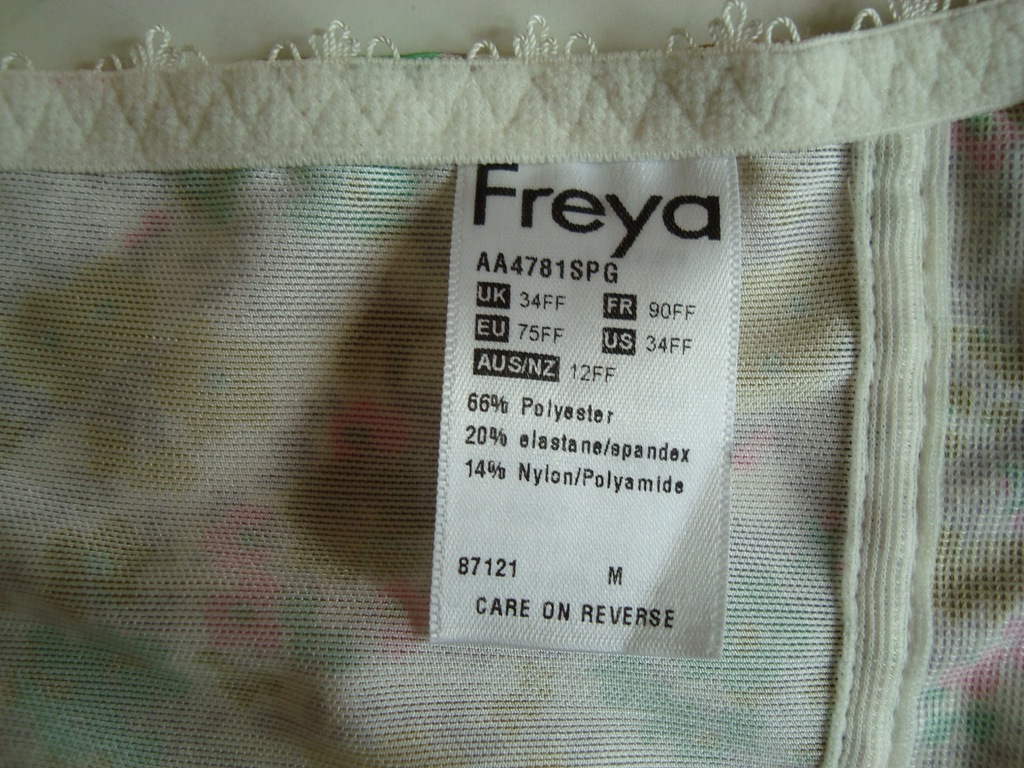 Freya
AA4781SPG
UK 34FF FR 90FF
EU 75FF US 34FF
AUS/NZ 12FF
66% Polyester
20% elastane/spandex
14% Nylon/Polyamide
87121 M
CARE ON REVERSE